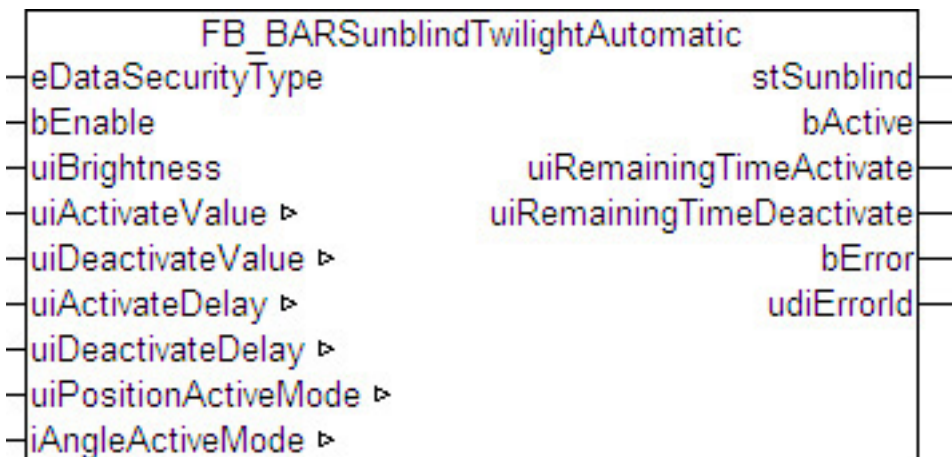 FB_BARSunblindTwilightAutomatic
eDataSecurityType stSunblind
bEnable bActive
uiBrightness uiRemainingTimeActivate
uiActivateValue uiRemainingTimeDeactivate
uiDeactivateValue bError
uiActivateDelay udiErrorId
uiDeactivateDelay
uiPositionActiveMode
iAngleActiveMode